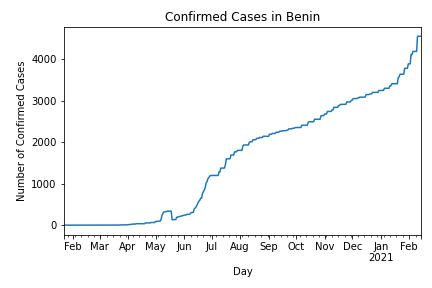 Confirmed Cases in Benin
4000
3000
2000
1000
0
Number of Confirmed Cases
Feb Mar Apr May Jun Jul Aug Sep Oct Nov Dec Jan Feb
2021
Day